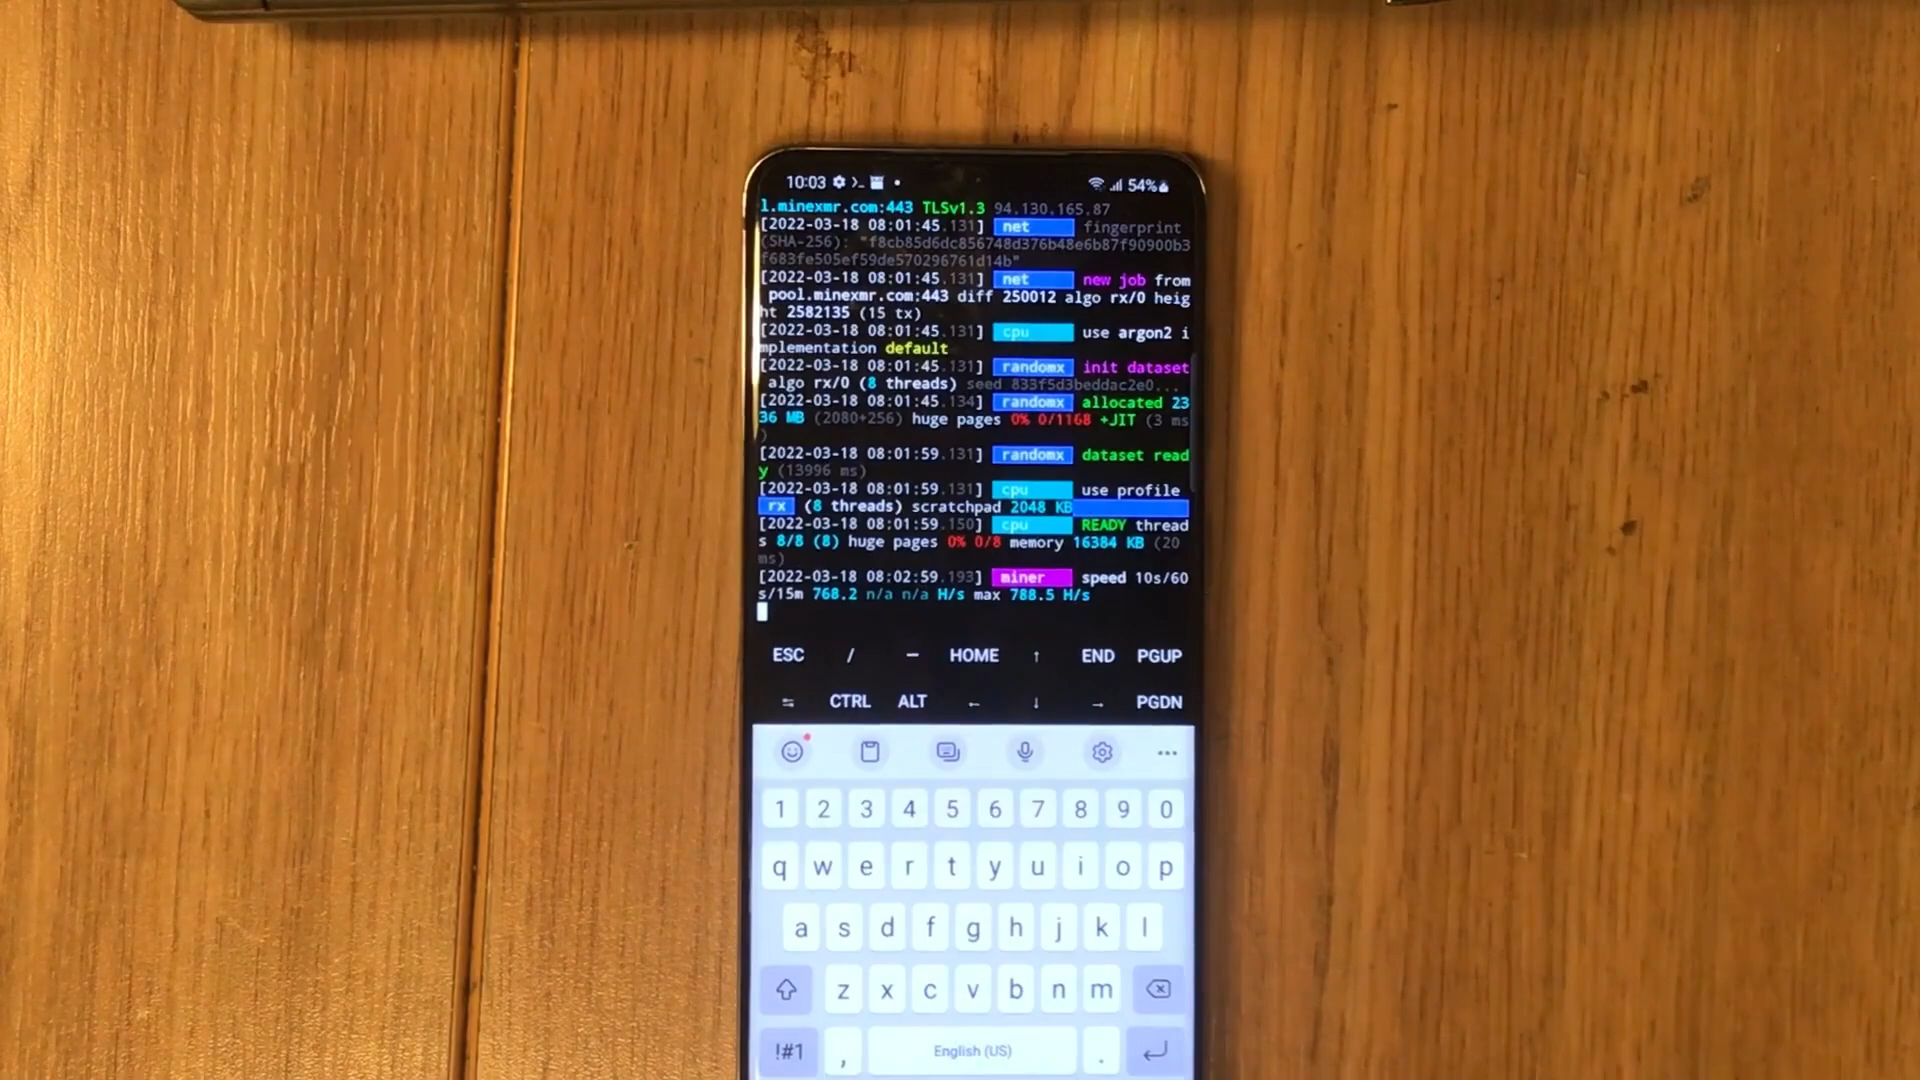 10:03 54%
l.minexmr.com:443 TLSv1.3 94.130.165.87
[2022-03-18 08:01:45.131] net fingerprint
(SHA-256): "f8cb85d6dc856748d376b48e6b87f90900b3
f683fe505ef59de570296761d14b"
[2022-03-18 08:01:45.131] net new job from
pool.minexmr.com:443 diff 250012 algo rx/0 heig
ht 2582135 (15 tx)
[2022-03-18 08:01:45.131] cpu use argon2 i
mplementation default
[2022-03-18 08:01:45.131] randomx init dataset
algo rx/0 (8 threads) seed 833f5d3beddac2e0...
[2022-03-18 08:01:45.134] randomx allocated 23
36 MB (2080+256) huge pages 0% 0/1168 +JIT (3 ms
)
[2022-03-18 08:01:59.131] randomx dataset read
y (13996 ms)
[2022-03-18 08:01:59.131] cpu use profile
rx (8 threads) scratchpad 2048 KB
[2022-03-18 08:01:59.150] cpu READY thread
s 8/8 (8) huge pages 0% 0/8 memory 16384 KB (20
ms)
[2022-03-18 08:02:59.193] miner speed 10s/60
s/15m 768.2 n/a n/a H/s max 788.5 H/s
ESC / — HOME ↑ END PGUP
CTRL ALT ← ↓ → PGDN
1 2 3 4 5 6 7 8 9 0
q w e r t y u i o p
a s d f g h j k l
z x c v b n m
!#1 , English (US) .